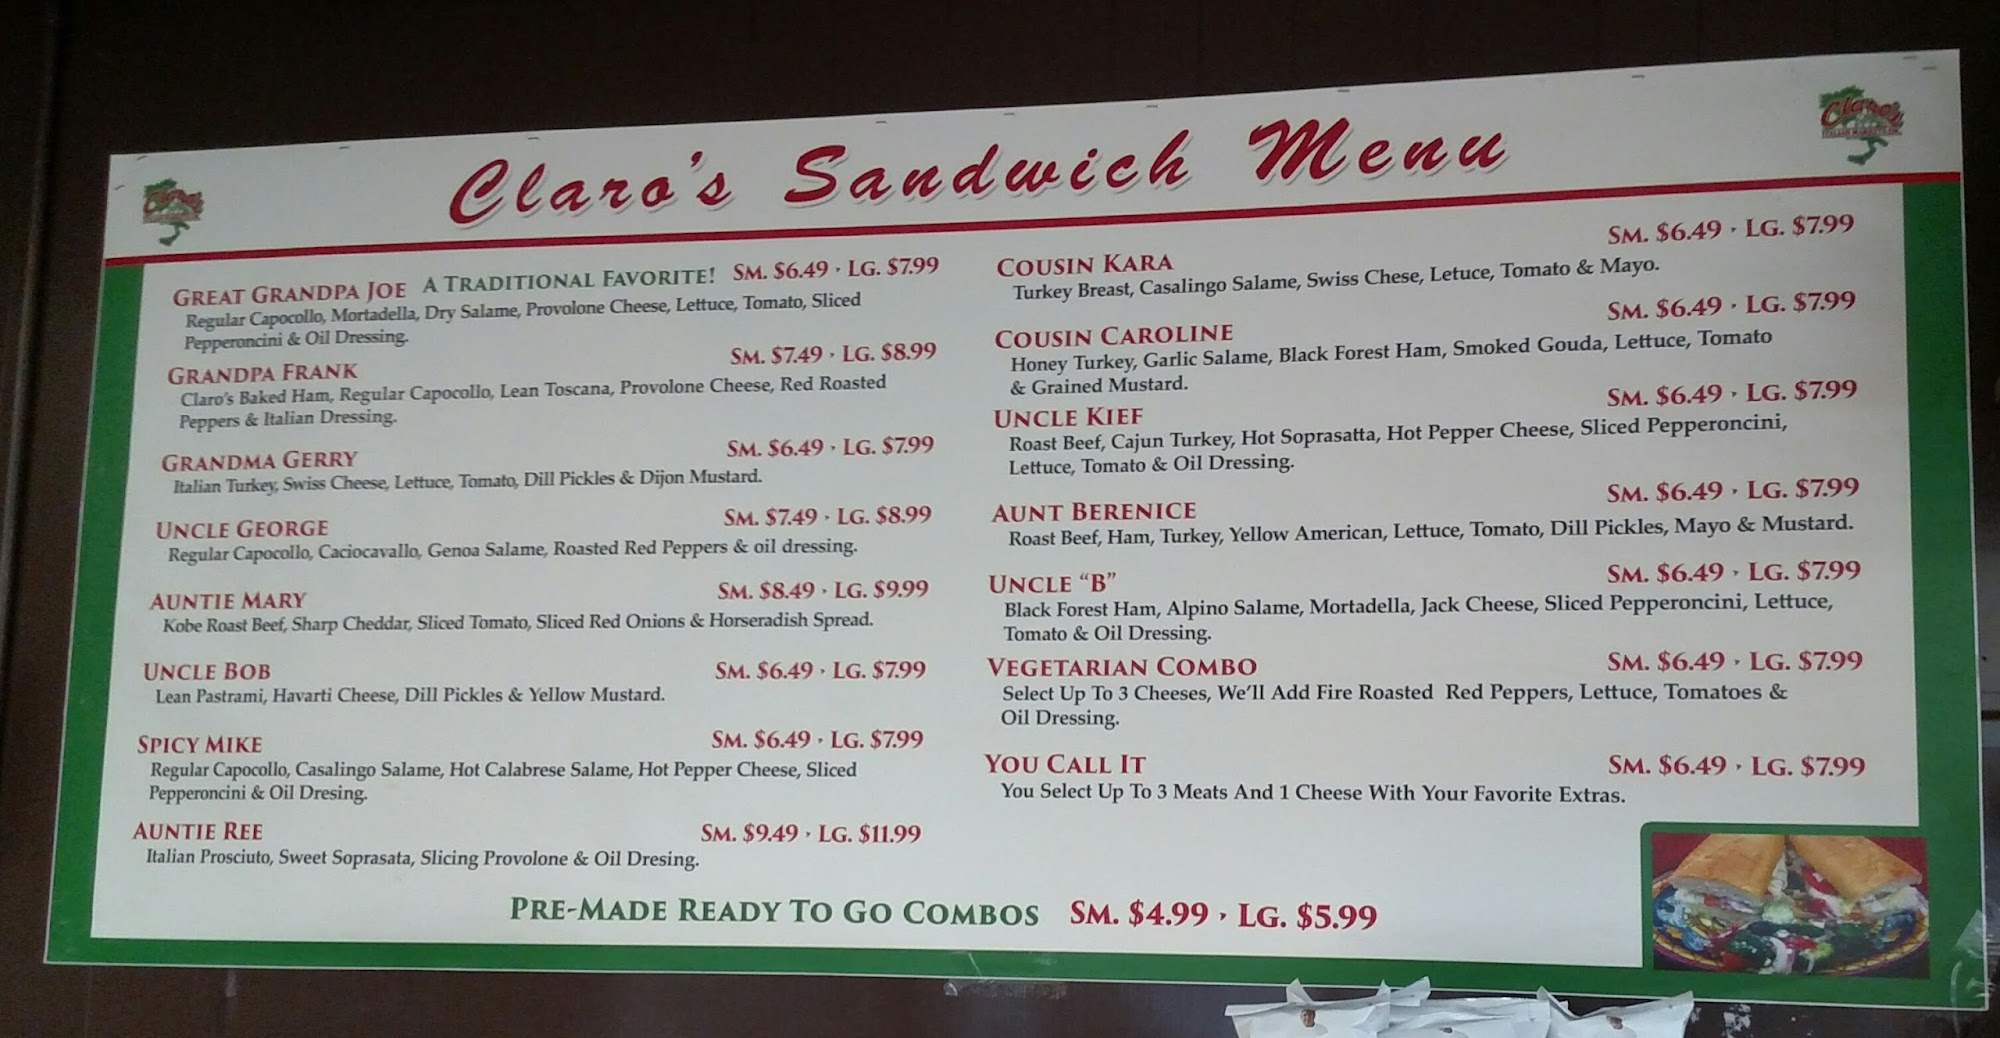 Claro's Sandwich Menu
Claro's
Claro's
ITALIAN MARKETS INC.
GREAT GRANDPA JOE A TRADITIONAL FAVORITE! SM. $6.49 · LG. $7.99
Regular Capocollo, Mortadella, Dry Salame, Provolone Cheese, Lettuce, Tomato, Sliced
Pepperoncini & Oil Dressing.
GRANDPA FRANK SM. $7.49 · LG. $8.99
Claro's Baked Ham, Regular Capocollo, Lean Toscana, Provolone Cheese, Red Roasted
Peppers & Italian Dressing.
GRANDMA GERRY SM. $6.49 · LG. $7.99
Italian Turkey, Swiss Cheese, Lettuce, Tomato, Dill Pickles & Dijon Mustard.
UNCLE GEORGE SM. $7.49 · LG. $8.99
Regular Capocollo, Caciocavallo, Genoa Salame, Roasted Red Peppers & oil dressing.
AUNTIE MARY SM. $8.49 · LG. $9.99
Kobe Roast Beef, Sharp Cheddar, Sliced Tomato, Sliced Red Onions & Horseradish Spread.
UNCLE BOB SM. $6.49 · LG. $7.99
Lean Pastrami, Havarti Cheese, Dill Pickles & Yellow Mustard.
SPICY MIKE SM. $6.49 · LG. $7.99
Regular Capocollo, Casalingo Salame, Hot Calabrese Salame, Hot Pepper Cheese, Sliced
Pepperoncini & Oil Dresing.
AUNTIE REE SM. $9.49 · LG. $11.99
Italian Prosciuto, Sweet Soprasata, Slicing Provolone & Oil Dresing.
COUSIN KARA SM. $6.49 · LG. $7.99
Turkey Breast, Casalingo Salame, Swiss Chese, Letuce, Tomato & Mayo.
COUSIN CAROLINE SM. $6.49 · LG. $7.99
Honey Turkey, Garlic Salame, Black Forest Ham, Smoked Gouda, Lettuce, Tomato
& Grained Mustard.
UNCLE KIEF SM. $6.49 · LG. $7.99
Roast Beef, Cajun Turkey, Hot Soprasatta, Hot Pepper Cheese, Sliced Pepperoncini,
Lettuce, Tomato & Oil Dressing.
AUNT BERENICE SM. $6.49 · LG. $7.99
Roast Beef, Ham, Turkey, Yellow American, Lettuce, Tomato, Dill Pickles, Mayo & Mustard.
UNCLE "B" SM. $6.49 · LG. $7.99
Black Forest Ham, Alpino Salame, Mortadella, Jack Cheese, Sliced Pepperoncini, Lettuce,
Tomato & Oil Dressing.
VEGETARIAN COMBO SM. $6.49 · LG. $7.99
Select Up To 3 Cheeses, We'll Add Fire Roasted Red Peppers, Lettuce, Tomatoes &
Oil Dressing.
YOU CALL IT SM. $6.49 · LG. $7.99
You Select Up To 3 Meats And 1 Cheese With Your Favorite Extras.
PRE-MADE READY TO GO COMBOS SM. $4.99 · LG. $5.99